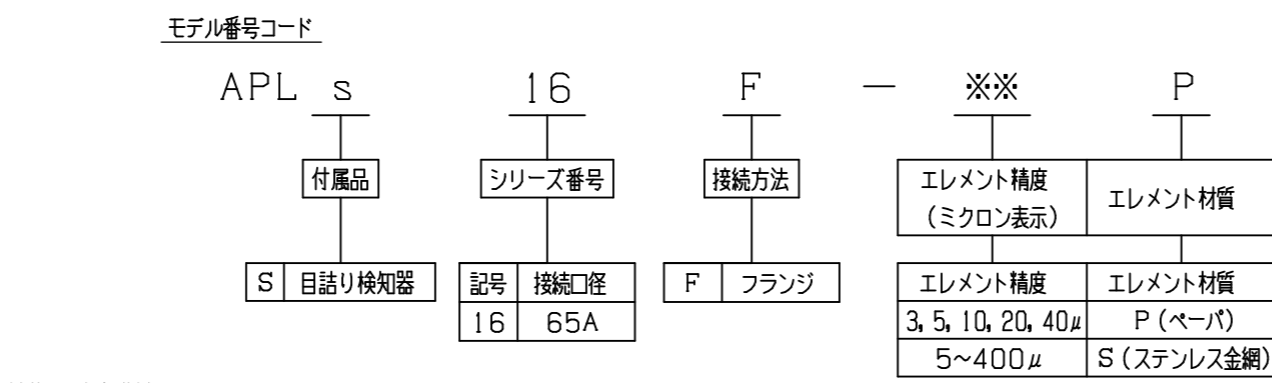 モデル番号コード
APL s 16 F — ※※ P
付属品 シリーズ番号 接続方法 エレメント精度 エレメント材質
(ミクロン表示)
S 目詰り検知器 記号 接続口径 F フランジ エレメント精度 エレメント材質
16 65A 3, 5, 10, 20, 40μ P(ペーパ)
5~400μ S(ステンレス金網)